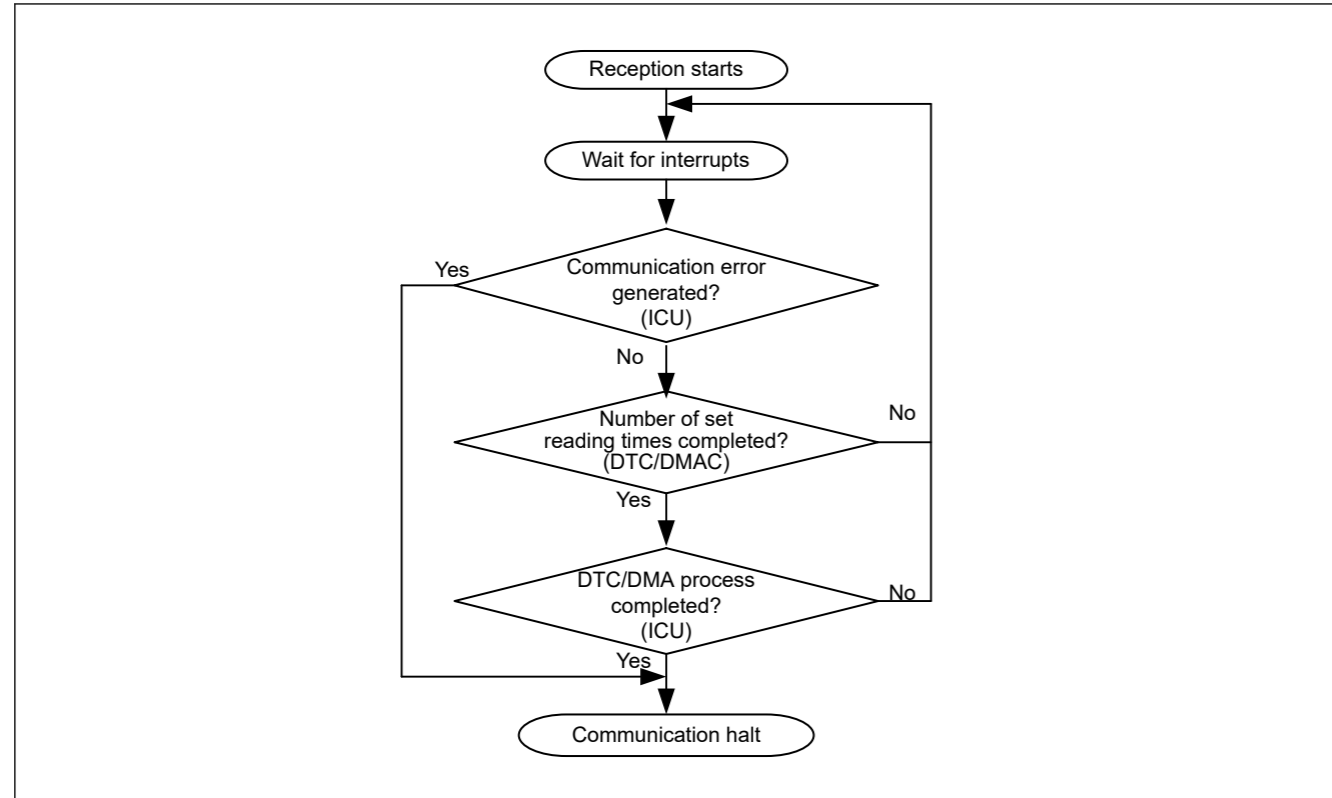 Reception starts
Wait for interrupts
Yes
Communication error
generated?
(ICU)
No
Number of set
reading times completed?
(DTC/DMAC)
No
Yes
DTC/DMA process
completed?
(ICU)
No
Yes
Communication halt